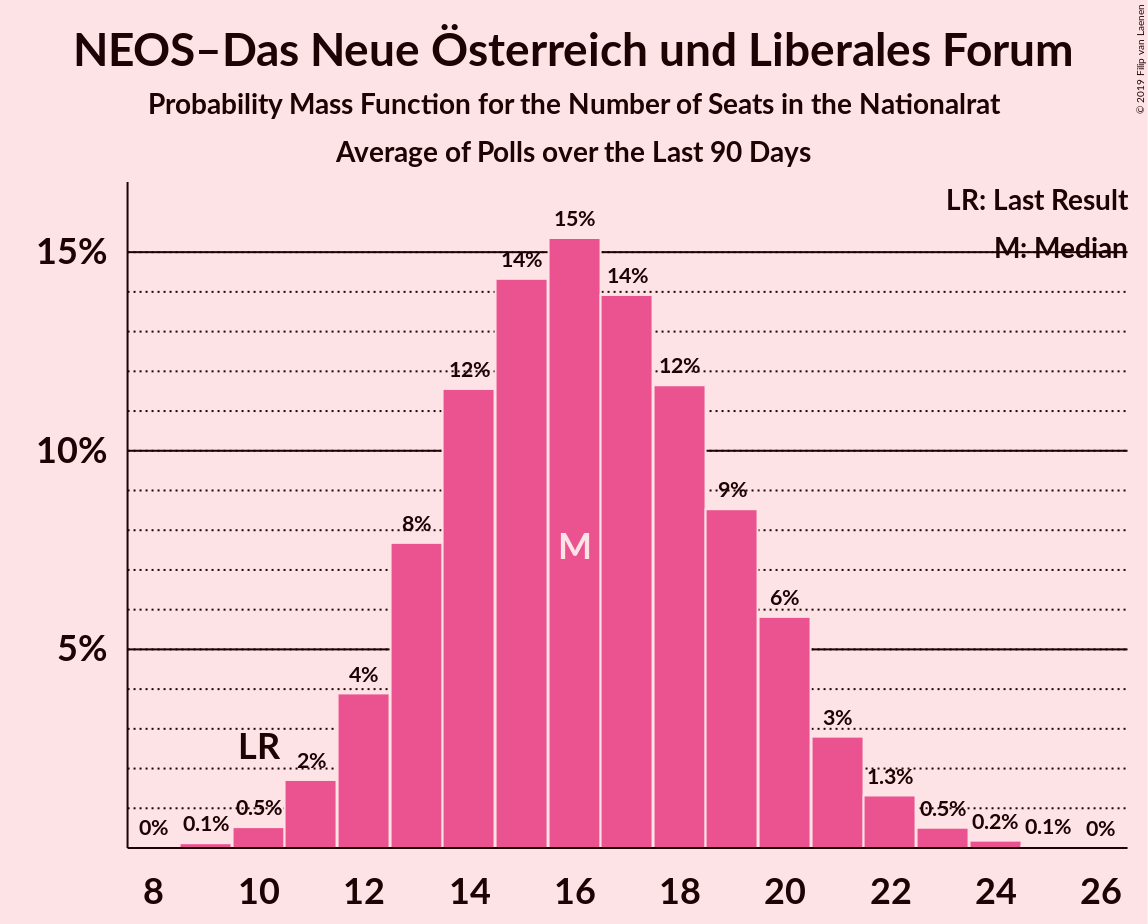 NEOS–Das Neue Österreich und Liberales Forum
Probability Mass Function for the Number of Seats in the Nationalrat
Average of Polls over the Last 90 Days
© 2019 Filip van Laenen
LR: Last Result
M: Median
15%
10%
5%
0%
0.1%
0.5%
LR
2%
4%
8%
12%
14%
15%
M
14%
12%
9%
6%
3%
1.3%
0.5%
0.2%
0.1%
0%
8 10 12 14 16 18 20 22 24 26